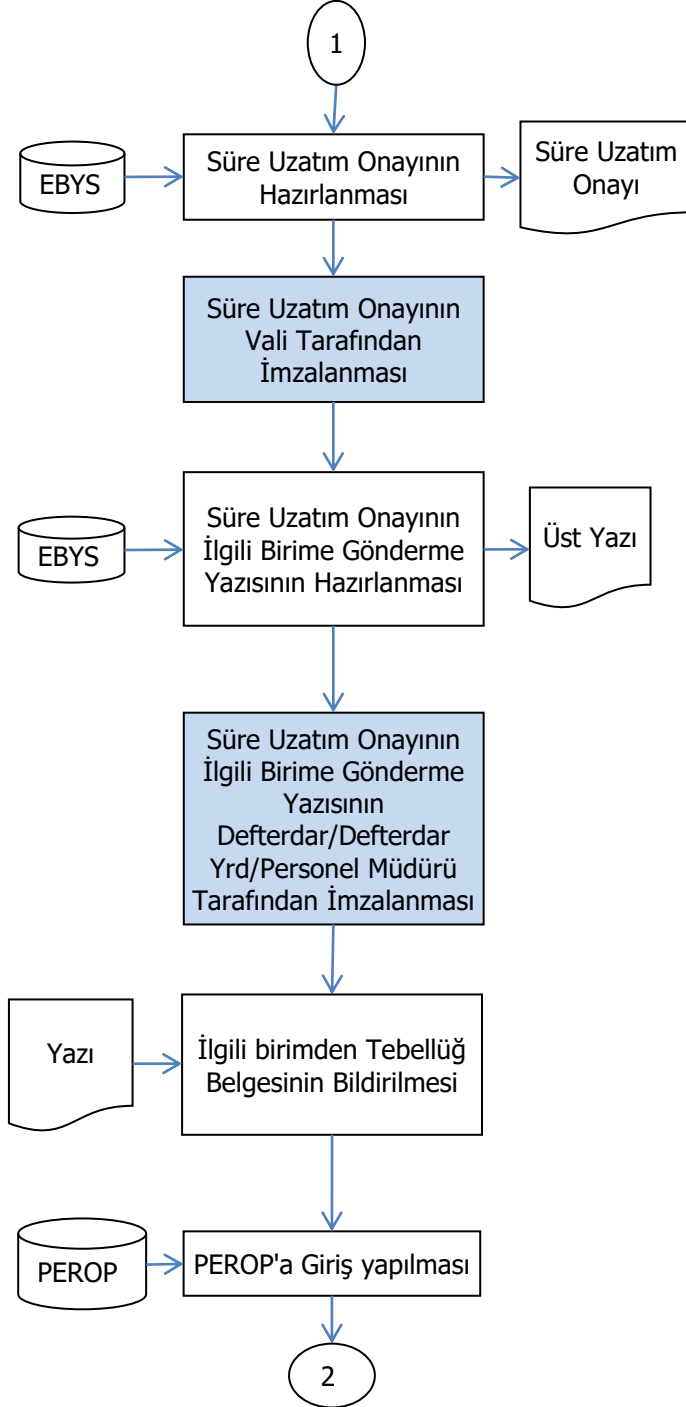 1
EBYS
Süre Uzatım Onayının
Hazırlanması
Süre Uzatım
Onayı
Süre Uzatım Onayının
Vali Tarafından
İmzalanması
EBYS
Süre Uzatım Onayının
İlgili Birime Gönderme
Yazısının Hazırlanması
Üst Yazı
Süre Uzatım Onayının
İlgili Birime Gönderme
Yazısının
Defterdar/Defterdar
Yrd/Personel Müdürü
Tarafından İmzalanması
Yazı
İlgili birimden Tebellüğ
Belgesinin Bildirilmesi
PEROP
PEROP'a Giriş yapılması
2